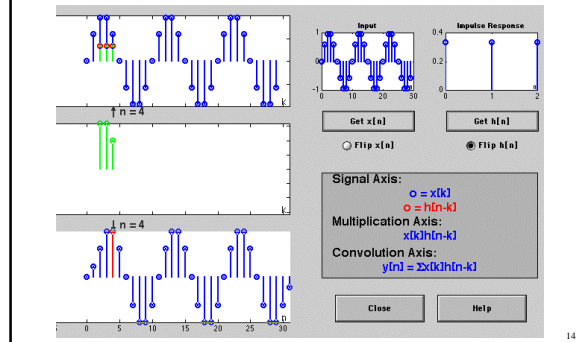 Input
Impulse Response
1
0
-1
0 10 20 30
0.4
0.2
0
0 1 2
n
k
n = 4
Get x[n]
Get h[n]
Flip x[n]
Flip h[n]
k
n = 4
Signal Axis:
o = x[k]
o = h[n-k]
Multiplication Axis:
x[k]h[n-k]
Convolution Axis:
y[n] = Σx[k]h[n-k]
Close
Help
n
0 5 10 15 20 25 30
14